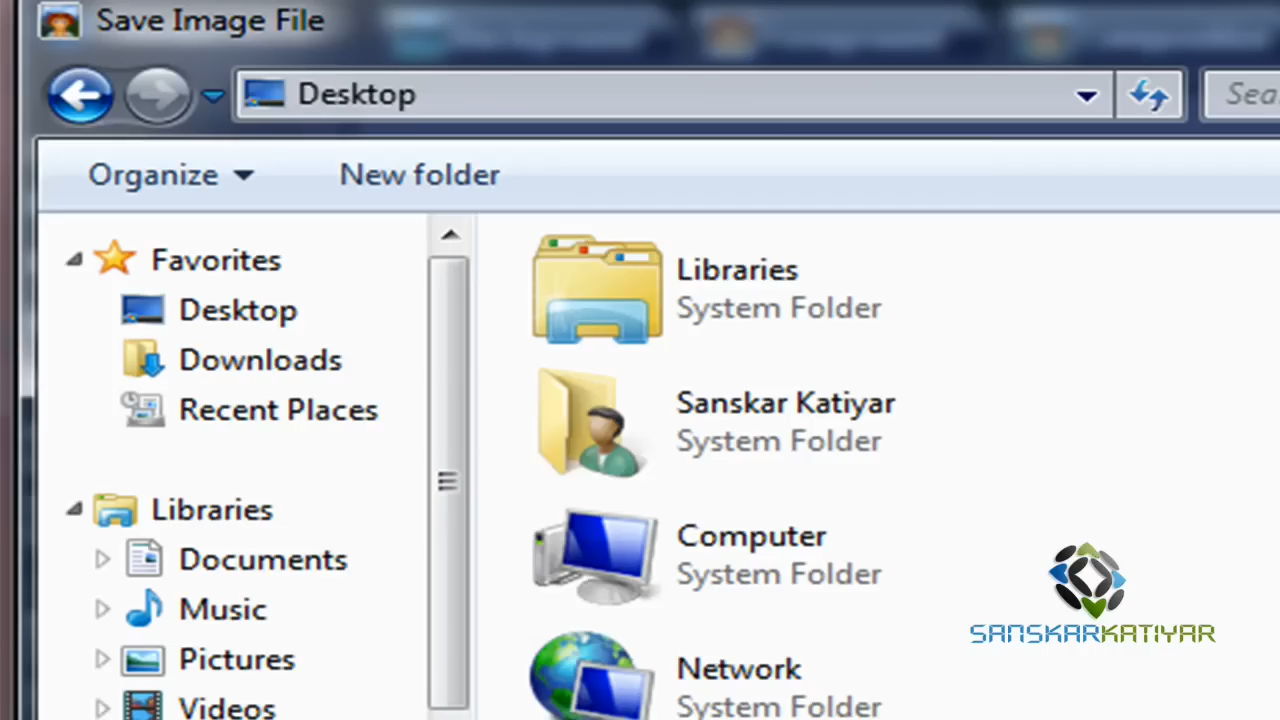 Save Image File
Desktop
Sea
Organize
New folder
Favorites
Desktop
Downloads
Recent Places
Libraries
Documents
Music
Pictures
Videos
Libraries
System Folder
Sanskar Katiyar
System Folder
Computer
System Folder
Network
System Folder
SANSKARKATIYAR